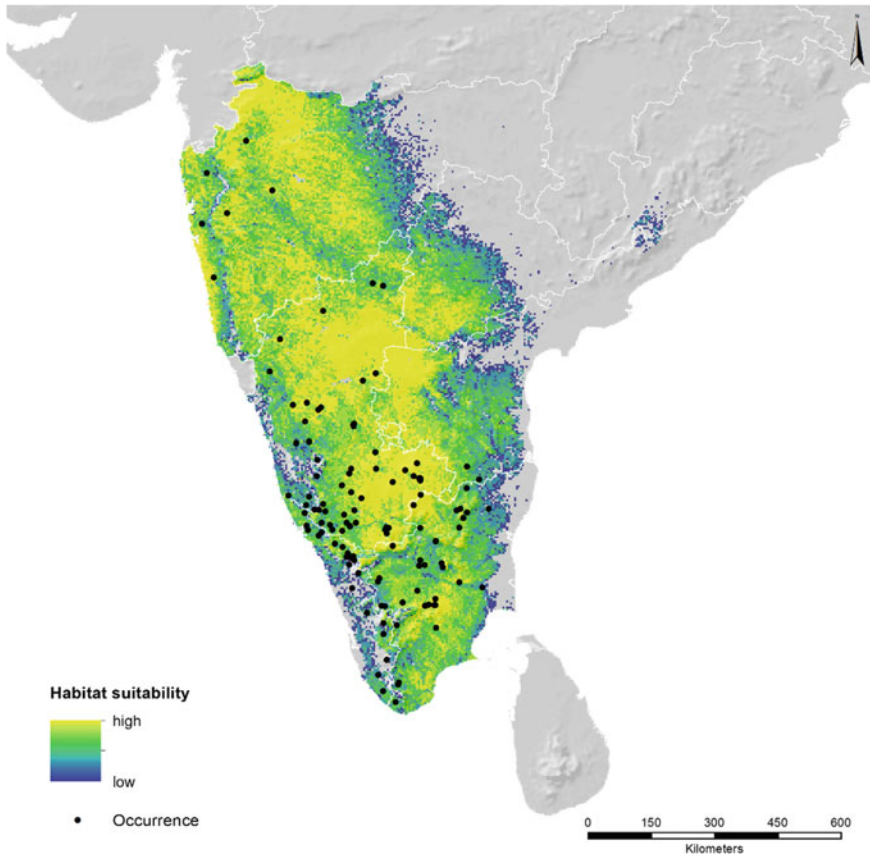 N
Habitat suitability
high
low
Occurrence
0 150 300 450 600
Kilometers